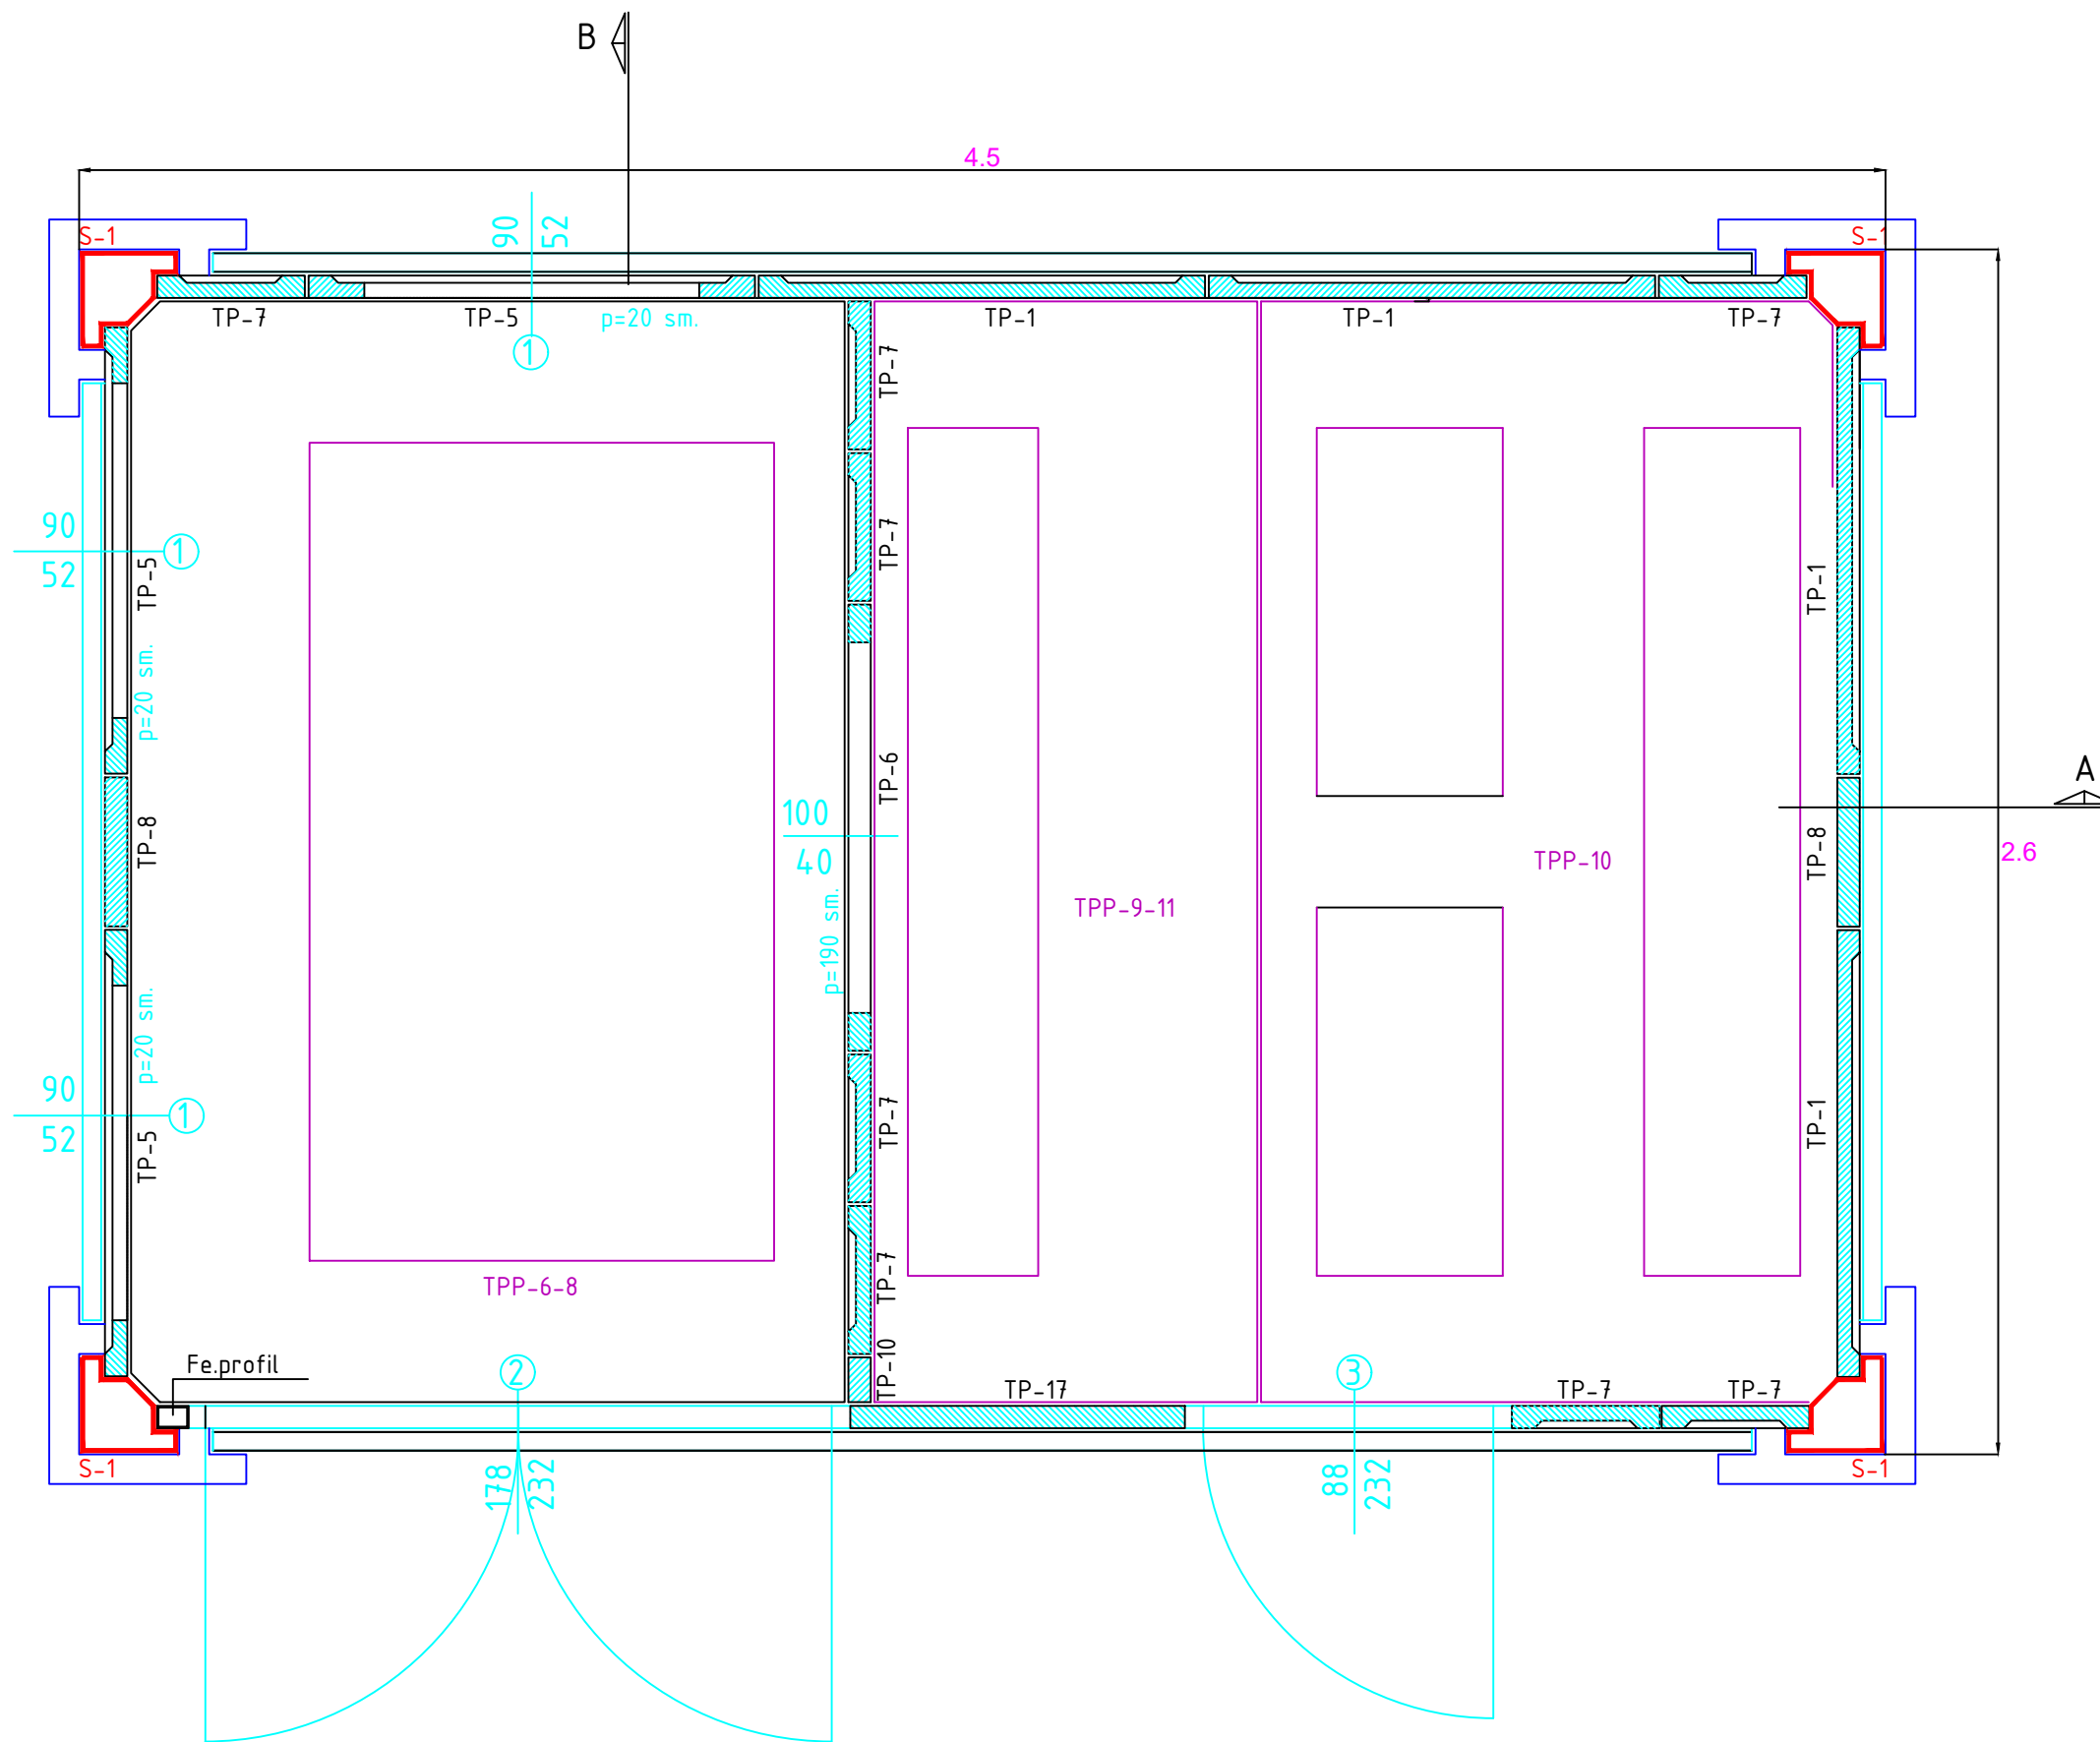 B
4.5
S-1
90
52
S-1
TP-7
TP-5
p=20 sm.
TP-1
TP-1
TP-7
1
TP-7
90
52
1
TP-5
TP-7
TP-1
p=20 sm.
TP-6
A
100
40
TP-8
TP-8
2.6
TPP-10
TPP-9-11
p=190 sm.
p=20 sm.
90
52
1
TP-5
TP-7
TP-1
TPP-6-8
TP-7
Fe.profil
2
TP-10
TP-17
3
TP-7
TP-7
S-1
178
232
88
232
S-1